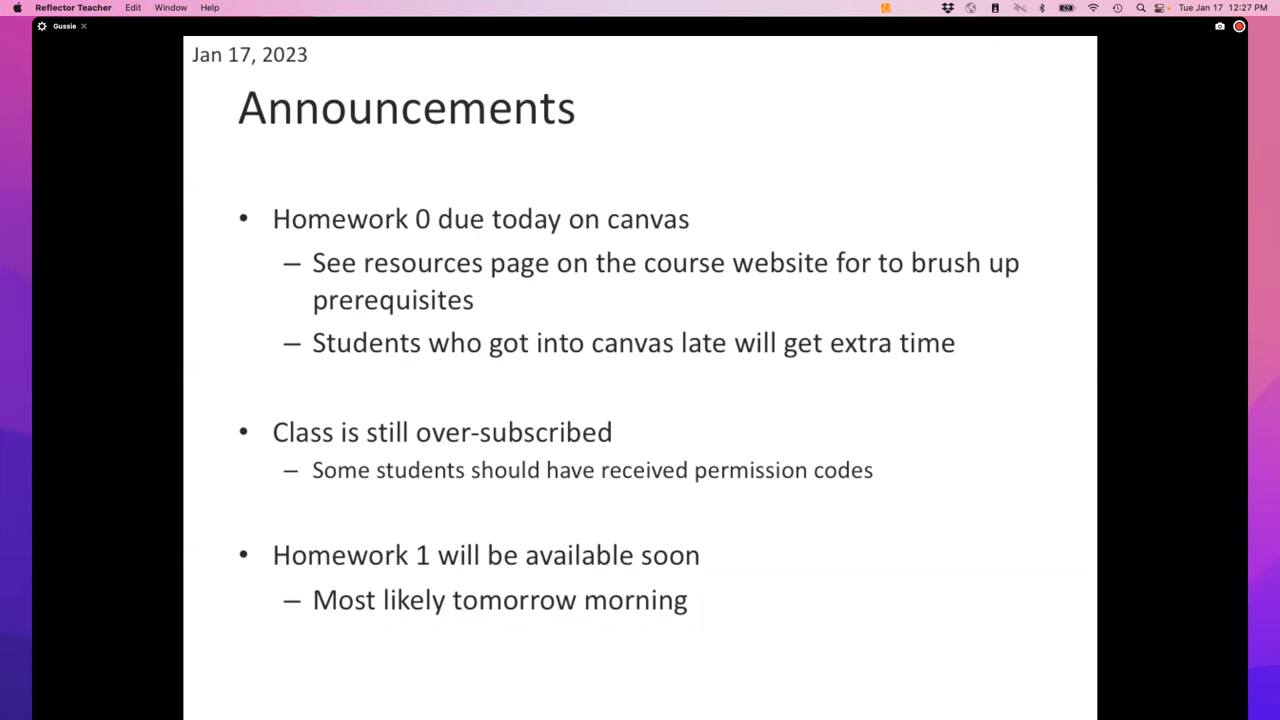 Reflector Teacher Edit Window Help Tue Jan 17 12:27 PM
Gussie
Jan 17, 2023
Announcements
• Homework 0 due today on canvas
– See resources page on the course website for to brush up
prerequisites
– Students who got into canvas late will get extra time
• Class is still over-subscribed
– Some students should have received permission codes
• Homework 1 will be available soon
– Most likely tomorrow morning